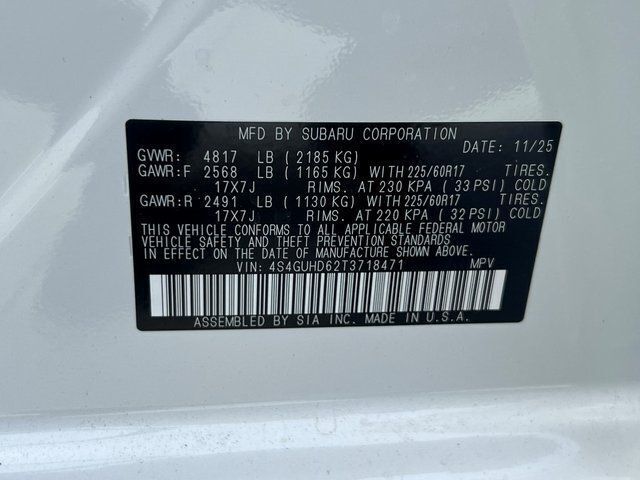 MFD BY SUBARU CORPORATION
DATE: 11/25
GVWR: 4817 LB ( 2185 KG)
GAWR:F 2568 LB ( 1165 KG) WITH 225/60R17 TIRES.
17X7J RIMS. AT 230 KPA ( 33 PSI) COLD
GAWR:R 2491 LB ( 1130 KG) WITH 225/60R17 TIRES.
17X7J RIMS. AT 220 KPA ( 32 PSI) COLD
THIS VEHICLE CONFORMS TO ALL APPLICABLE FEDERAL MOTOR
VEHICLE SAFETY AND THEFT PREVENTION STANDARDS
IN EFFECT ON THE DATE OF MANUFACTURE SHOWN ABOVE.
VIN: 4S4GUHD62T3718471 MPV
ASSEMBLED BY SIA INC. MADE IN U.S.A.